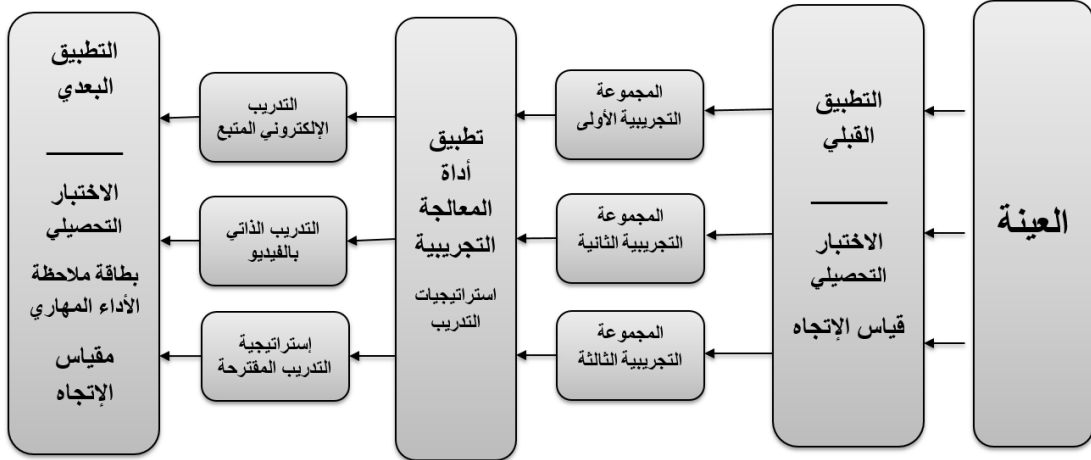 العينة
التطبيق
القبلي
الاختبار
التحصيلي
قياس الإتجاه
المجموعة
التجريبية الأولى
المجموعة
التجريبية الثانية
المجموعة
التجريبية الثالثة
تطبيق
أداة
المعالجة
التجريبية
استراتيجيات
التدريب
التدريب
الإلكتروني المتبع
التدريب الذاتي
بالفيديو
إستراتيجية
التدريب المقترحة
التطبيق
البعدي
الاختبار
التحصيلي
بطاقة ملاحظة
الأداء المهاري
مقياس
الإتجاه